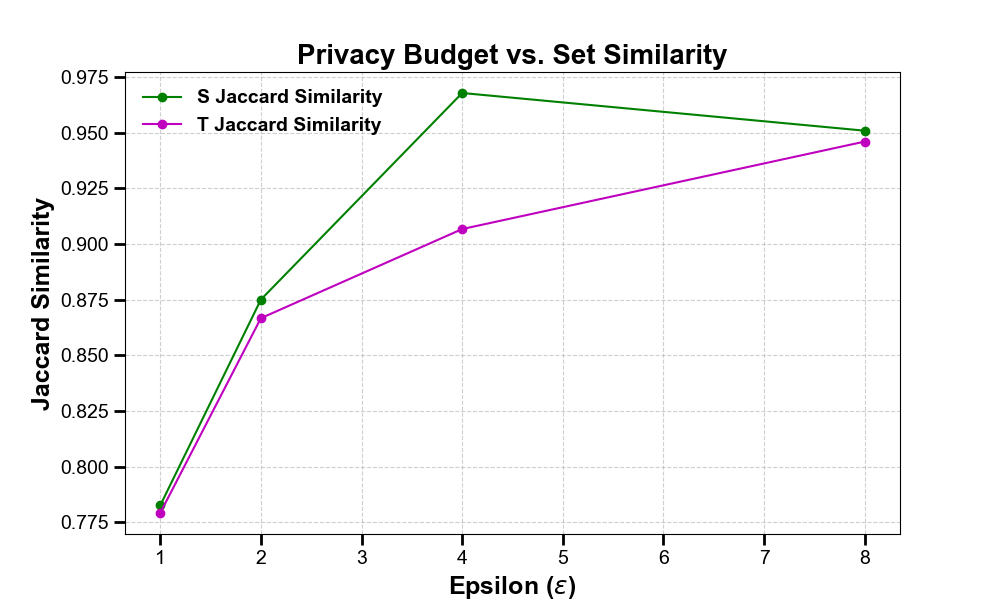 Privacy Budget vs. Set Similarity
S Jaccard Similarity
T Jaccard Similarity
Jaccard Similarity
0.975
0.950
0.925
0.900
0.875
0.850
0.825
0.800
0.775
1 2 3 4 5 6 7 8
Epsilon (ε)